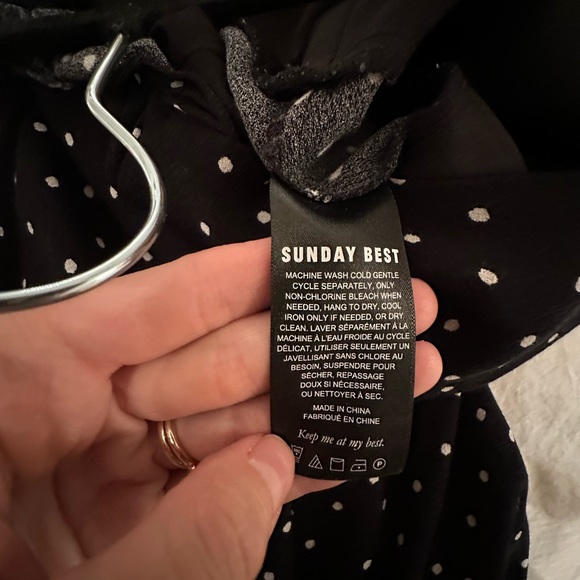 SUNDAY BEST
MACHINE WASH COLD GENTLE
CYCLE SEPARATELY, ONLY
NON-CHLORINE BLEACH WHEN
NEEDED, HANG TO DRY, COOL
IRON ONLY IF NEEDED, OR DRY
CLEAN. LAVER SÉPARÉMENT À LA
MACHINE À L'EAU FROIDE AU CYCLE
DÉLICAT, UTILISER SEULEMENT UN
JAVELLISANT SANS CHLORE AU
BESOIN, SUSPENDRE POUR
SÉCHER, REPASSAGE
DOUX SI NÉCESSAIRE,
OU NETTOYER À SEC.
MADE IN CHINA
FABRIQUÉ EN CHINE
Keep me at my best.
P